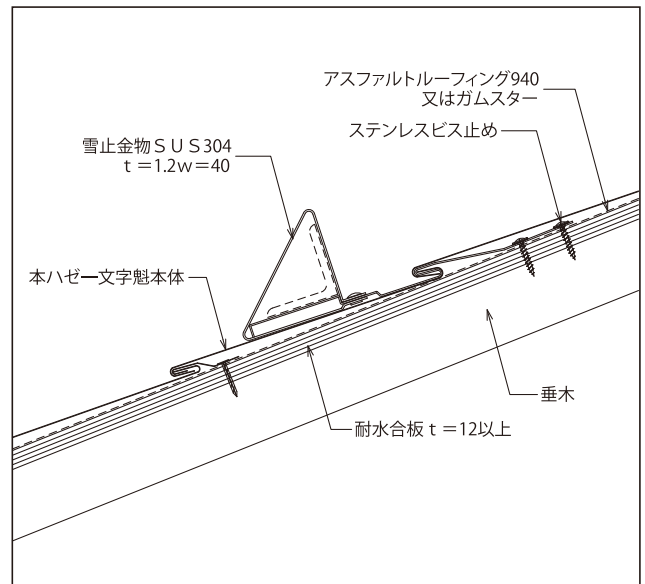 アスファルトルーフィング940
又はガムスター
ステンレスビス止め
雪止金物ＳＵＳ304
ｔ＝1.2w＝40
本ハゼ一文字魁本体
垂木
耐水合板ｔ＝12以上